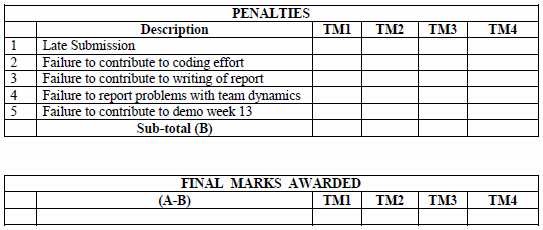 PENALTIES
Description TM1 TM2 TM3 TM4
1 Late Submission
2 Failure to contribute to coding effort
3 Failure to contribute to writing of report
4 Failure to report problems with team dynamics
5 Failure to contribute to demo week 13
Sub-total (B)
FINAL MARKS AWARDED
(A-B) TM1 TM2 TM3 TM4